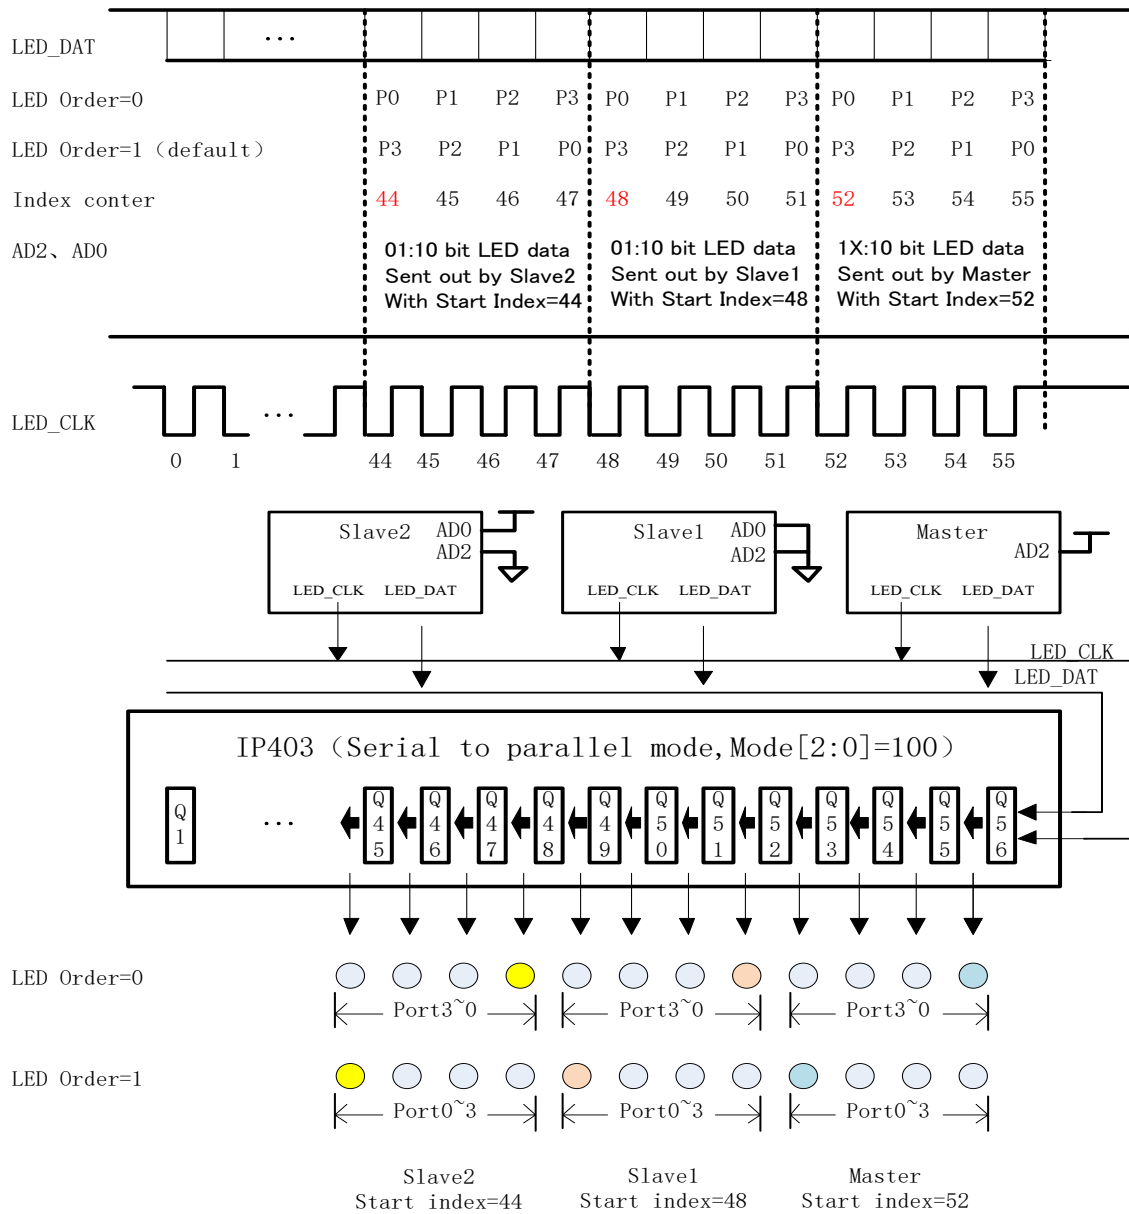 LED_DAT
...
LED Order=0 P0 P1 P2 P3 P0 P1 P2 P3 P0 P1 P2 P3
LED Order=1（default） P3 P2 P1 P0 P3 P2 P1 P0 P3 P2 P1 P0
Index conter 44 45 46 47 48 49 50 51 52 53 54 55
AD2、AD0
01:10 bit LED data
Sent out by Slave2
With Start Index=44
01:10 bit LED data
Sent out by Slave1
With Start Index=48
1X:10 bit LED data
Sent out by Master
With Start Index=52
LED_CLK
...
0 1 44 45 46 47 48 49 50 51 52 53 54 55
Slave2 AD0
AD2
LED_CLK LED_DAT
Slave1 AD0
AD2
LED_CLK LED_DAT
Master
AD2
LED_CLK LED_DAT
LED_CLK
LED_DAT
IP403（Serial to parallel mode,Mode[2:0]=100）
Q1 ... Q45 Q46 Q47 Q48 Q49 Q50 Q51 Q52 Q53 Q54 Q55 Q56
LED Order=0
Port3~0 Port3~0 Port3~0
LED Order=1
Port0~3 Port0~3 Port0~3
Slave2 Slave1 Master
Start index=44 Start index=48 Start index=52